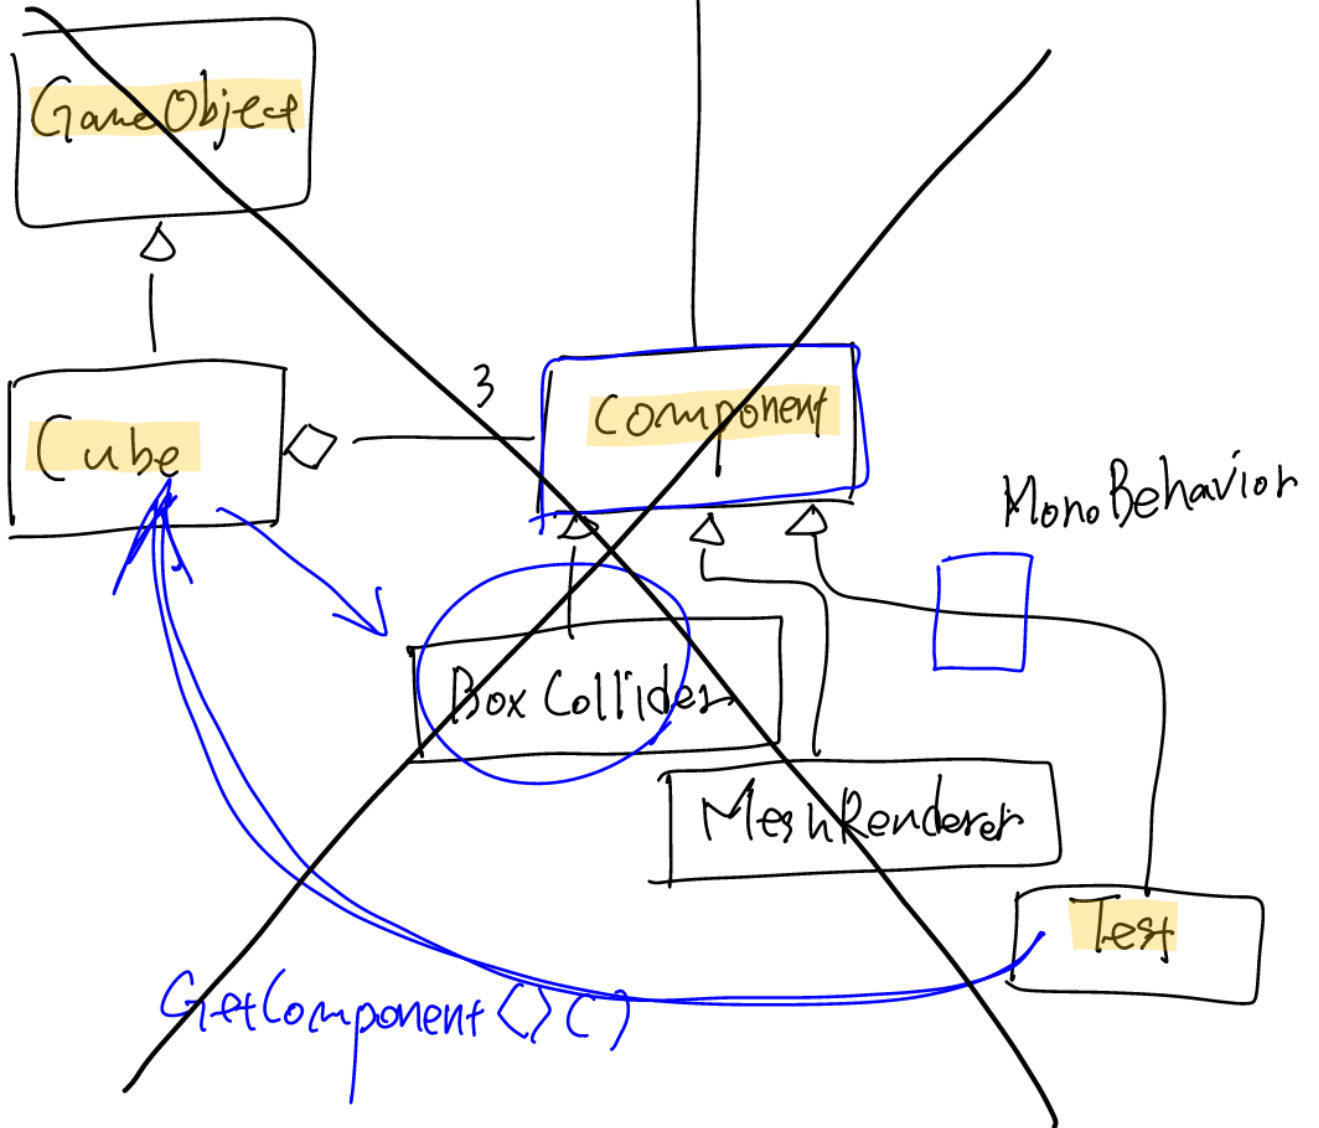 GameObject
3
Component
Cube
MonoBehavior
Box Collider
MeshRenderer
Test
GetComponent <> ( )